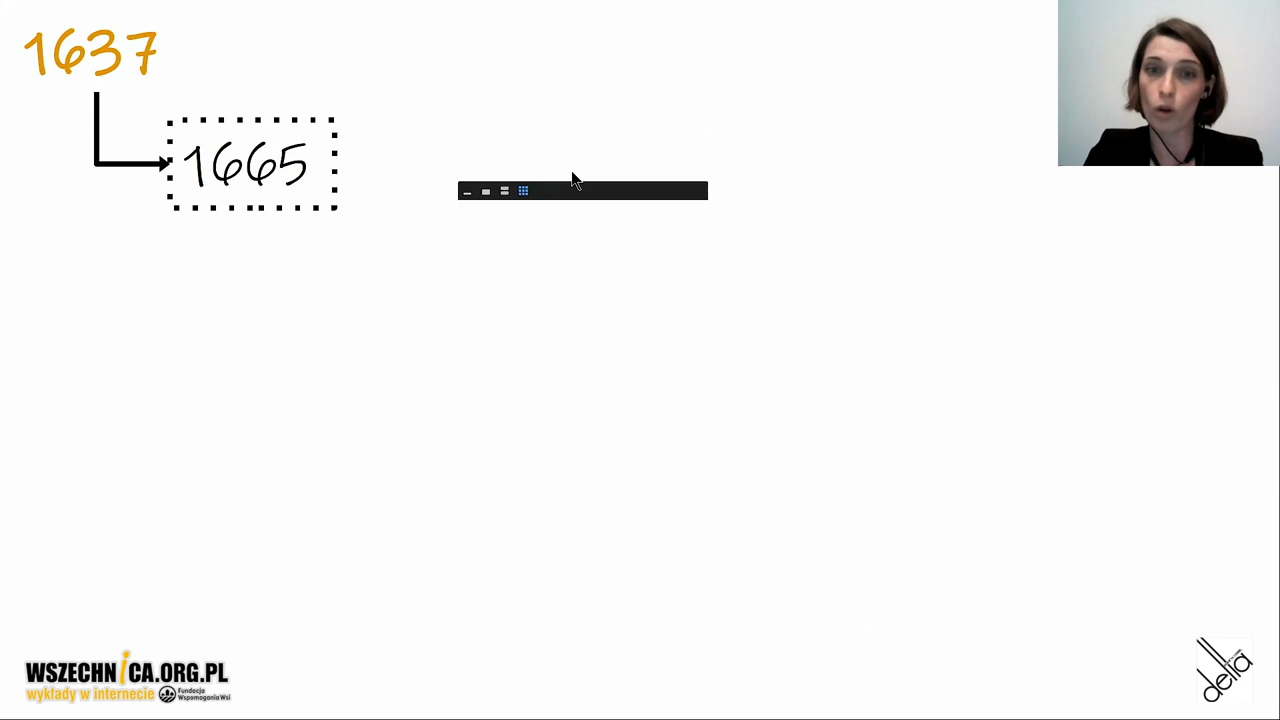 1637
1665
WSZECHNiCA.ORG.PL
wykłady w internecie
Fundacja
Wspomagania Wsi
delta